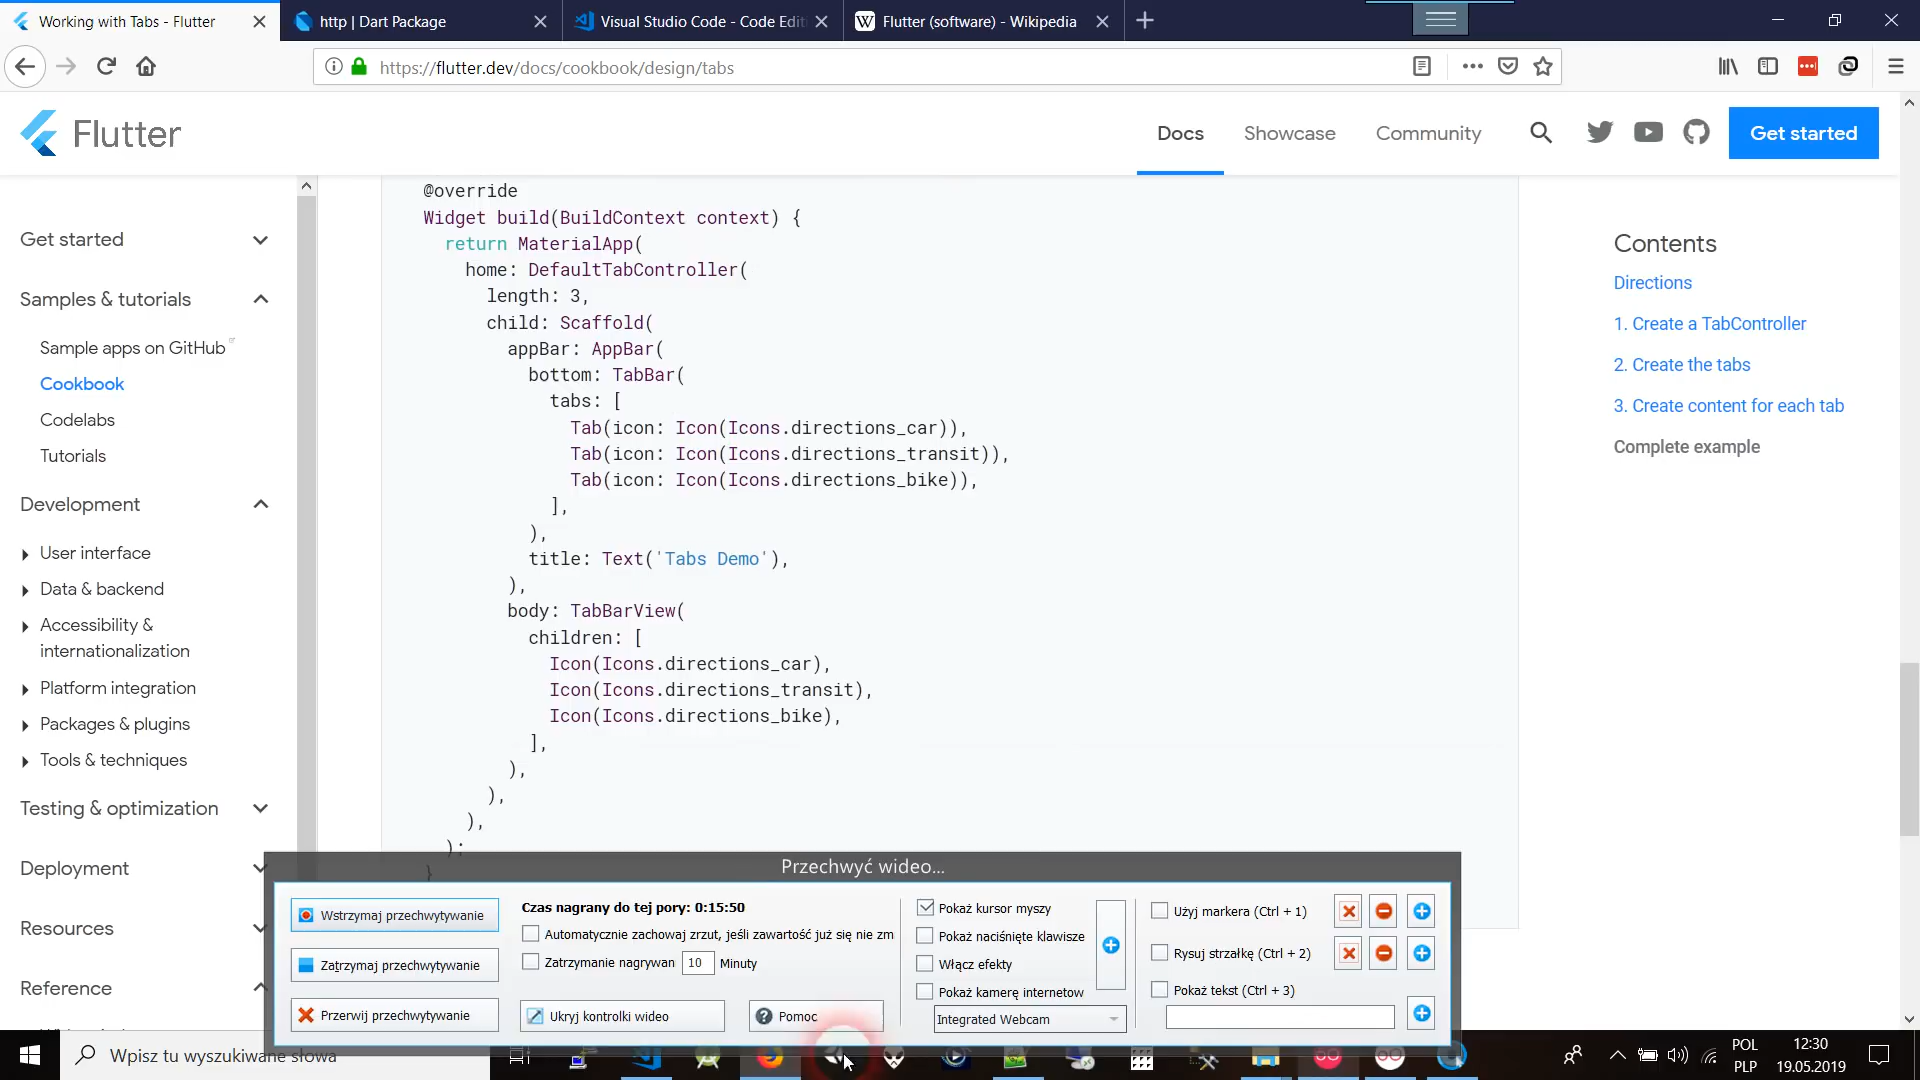 Working with Tabs - Flutter
http | Dart Package
Visual Studio Code - Code Edit
Flutter (software) - Wikipedia
https://flutter.dev/docs/cookbook/design/tabs
Flutter
Docs
Showcase
Community
Get started
Get started
Samples & tutorials
Sample apps on GitHub
Cookbook
Codelabs
Tutorials
Development
User interface
Data & backend
Accessibility &
internationalization
Platform integration
Packages & plugins
Tools & techniques
Testing & optimization
Deployment
Resources
Reference
@override
Widget build(BuildContext context) {
return MaterialApp(
home: DefaultTabController(
length: 3,
child: Scaffold(
appBar: AppBar(
bottom: TabBar(
tabs: [
Tab(icon: Icon(Icons.directions_car)),
Tab(icon: Icon(Icons.directions_transit)),
Tab(icon: Icon(Icons.directions_bike)),
],
),
title: Text('Tabs Demo'),
),
body: TabBarView(
children: [
Icon(Icons.directions_car),
Icon(Icons.directions_transit),
Icon(Icons.directions_bike),
],
),
),
),
);
}
Contents
Directions
1. Create a TabController
2. Create the tabs
3. Create content for each tab
Complete example
Przechwyć wideo...
Wstrzymaj przechwytywanie
Zatrzymaj przechwytywanie
Przerwij przechwytywanie
Czas nagrany do tej pory: 0:15:50
Automatycznie zachowaj zrzut, jeśli zawartość już się nie zm
Zatrzymanie nagrywan 10 Minuty
Ukryj kontrolki wideo
Pomoc
Pokaż kursor myszy
Pokaż naciśnięte klawisze
Włącz efekty
Pokaż kamerę internetow
Integrated Webcam
Użyj markera (Ctrl + 1)
Rysuj strzałkę (Ctrl + 2)
Pokaż tekst (Ctrl + 3)
Wpisz tu wyszukiwane słowa
POL
PLP
12:30
19.05.2019